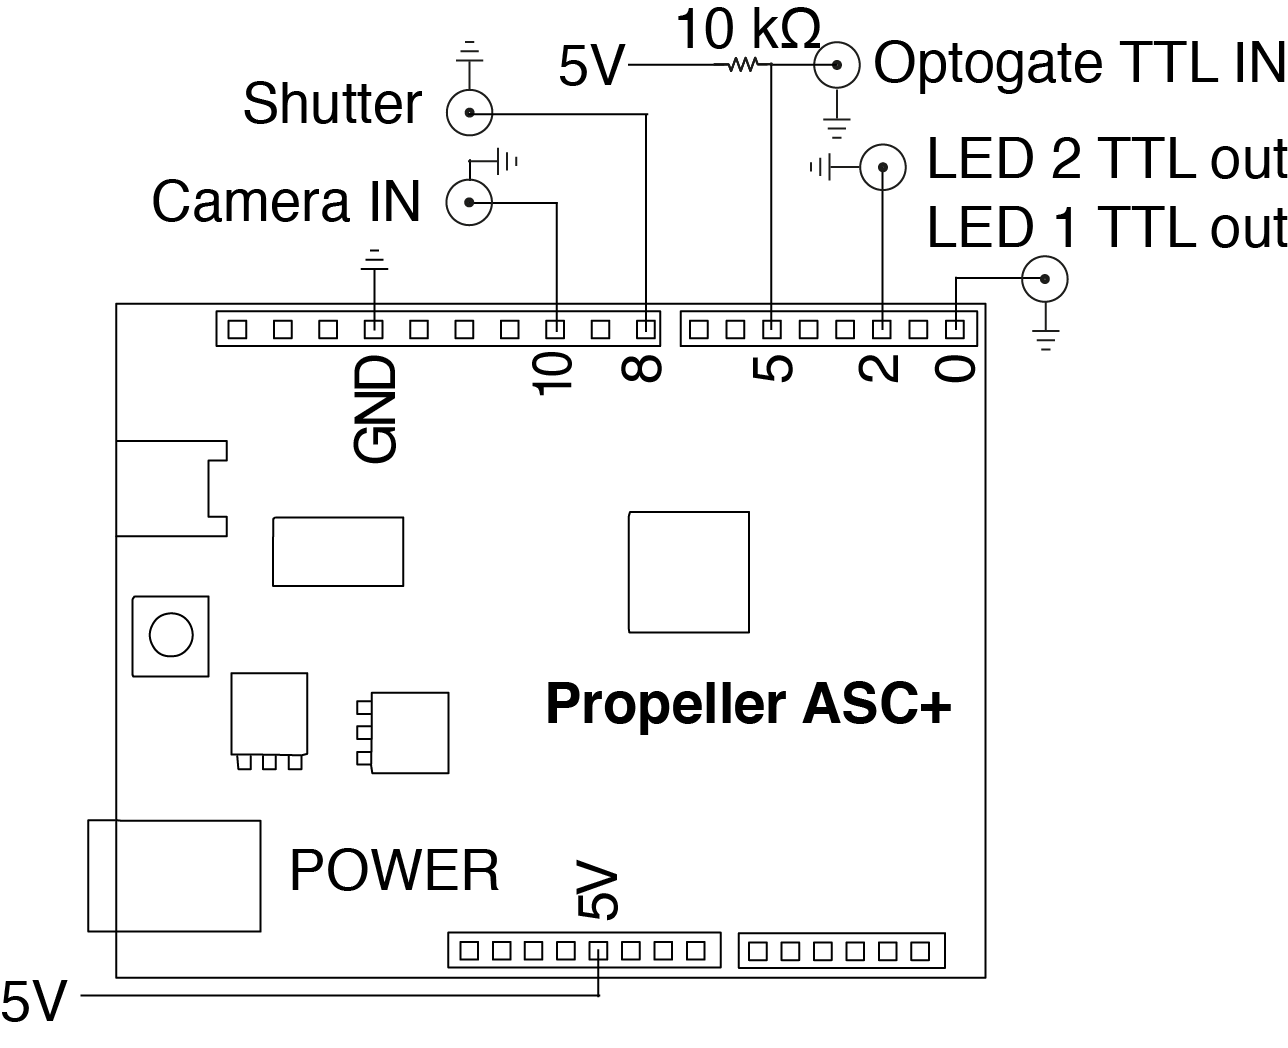 10 kΩ
5V
Optogate TTL IN
Shutter
LED 2 TTL out
Camera IN
LED 1 TTL out
GND
10
8
5
2
0
Propeller ASC+
POWER
5V
5V